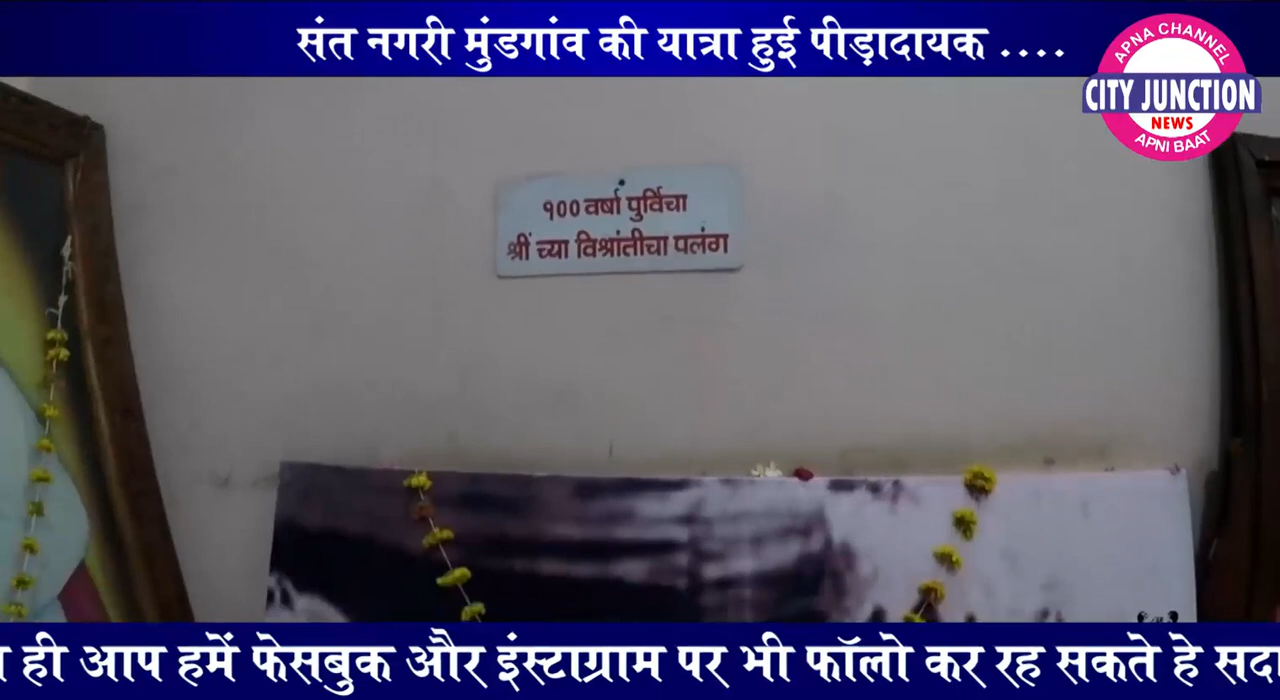 संत नगरी मुंडगांव की यात्रा हुई पीड़ादायक ....
APNA CHANNEL
CITY JUNCTION
NEWS
APNI BAAT
१०० वर्षा पुर्विचा
श्रीं च्या विश्रांतीचा पलंग
ही आप हमें फेसबुक और इंस्टाग्राम पर भी फॉलो कर रह सकते हे सदा